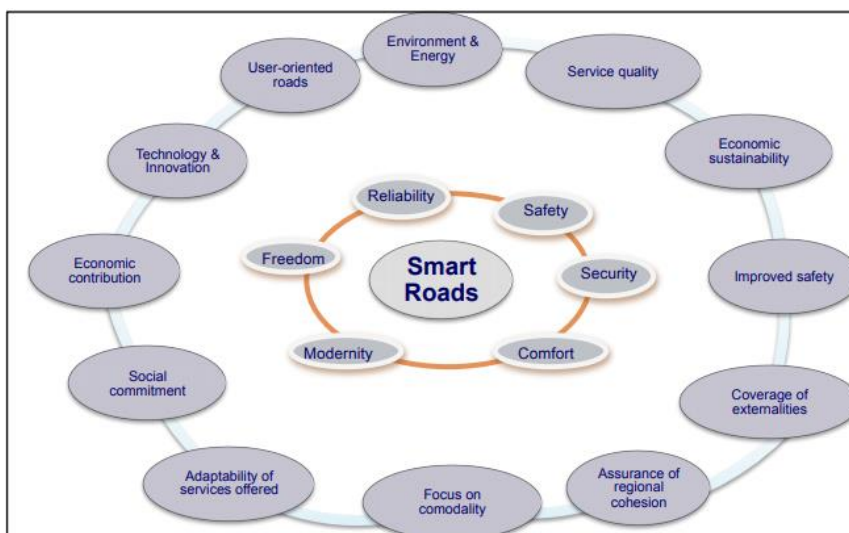 Environment &
Energy
User-oriented
roads
Service quality
Technology &
Innovation
Economic
sustainability
Reliability
Safety
Freedom
Smart
Roads
Security
Economic
contribution
Improved safety
Modernity
Comfort
Social
commitment
Coverage of
externalities
Adaptability of
services offered
Focus on
comodality
Assurance of
regional
cohesion